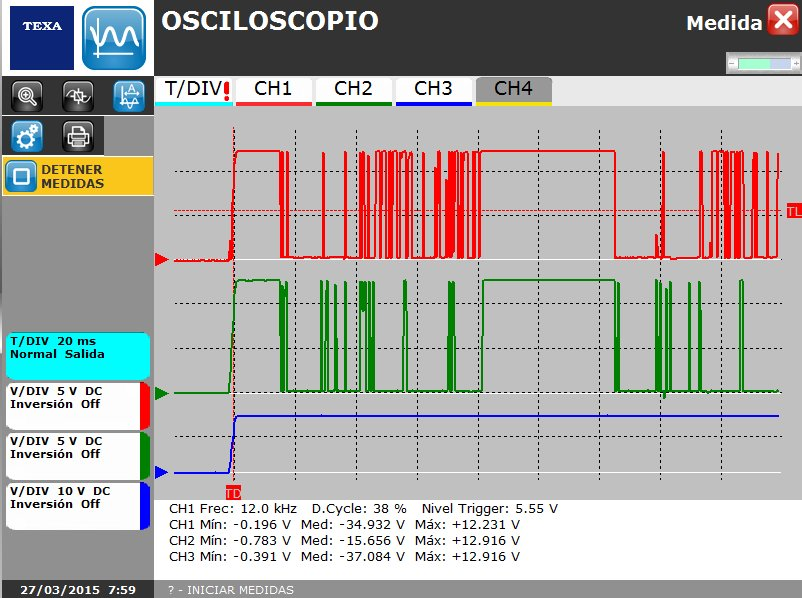 TEXA
OSCILOSCOPIO
Medida
T/DIV!
CH1
CH2
CH3
CH4
DETENER
MEDIDAS
TL
T/DIV 20 ms
Normal Salida
V/DIV 5 V DC
Inversión Off
V/DIV 5 V DC
Inversión Off
V/DIV 10 V DC
Inversión Off
TD
CH1 Frec: 12.0 kHz D.Cycle: 38 % Nivel Trigger: 5.55 V
CH1 Mín: -0.196 V Med: -34.932 V Máx: +12.231 V
CH2 Mín: -0.783 V Med: -15.656 V Máx: +12.916 V
CH3 Mín: -0.391 V Med: -37.084 V Máx: +12.916 V
27/03/2015 7:59
? - INICIAR MEDIDAS